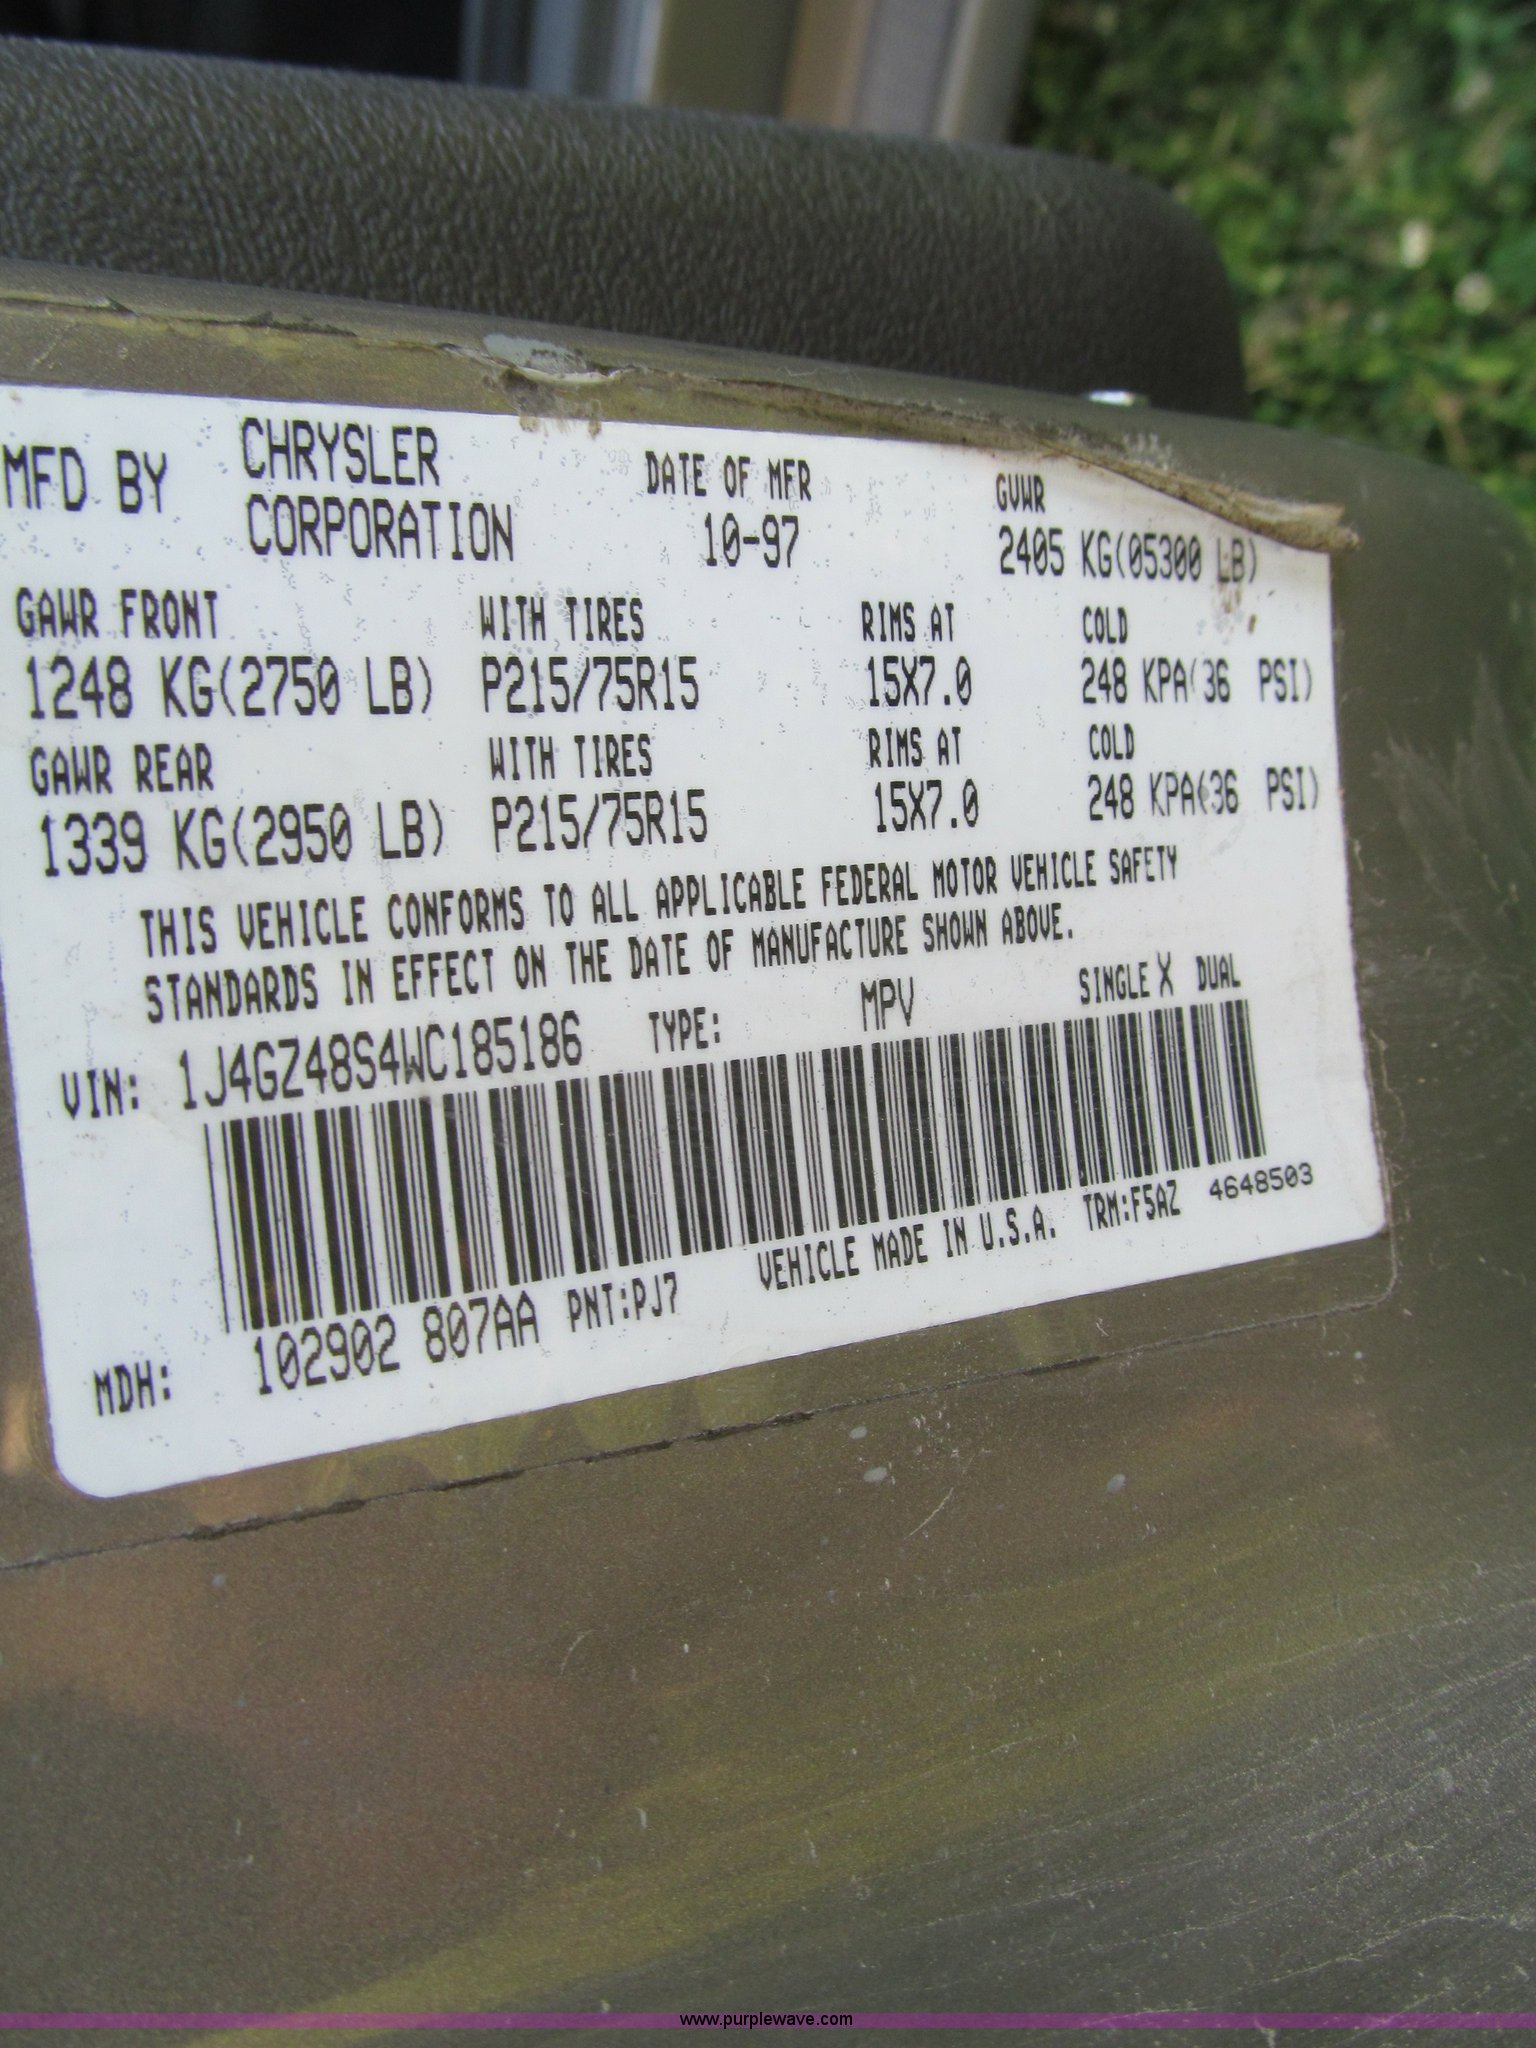 MFD BY CHRYSLER CORPORATION DATE OF MFR 10-97 GVWR 2405 KG(05300 LB)
GAWR FRONT WITH TIRES RIMS AT COLD
1248 KG(2750 LB) P215/75R15 15X7.0 248 KPA(36 PSI)
GAWR REAR WITH TIRES RIMS AT COLD
1339 KG(2950 LB) P215/75R15 15X7.0 248 KPA(36 PSI)
THIS VEHICLE CONFORMS TO ALL APPLICABLE FEDERAL MOTOR VEHICLE SAFETY
STANDARDS IN EFFECT ON THE DATE OF MANUFACTURE SHOWN ABOVE.
VIN: 1J4GZ48S4WC185186 TYPE: MPV SINGLE X DUAL
MDH: 102902 807AA PNT:PJ7 VEHICLE MADE IN U.S.A. TRM:F5AZ 4648503
www.purplewave.com